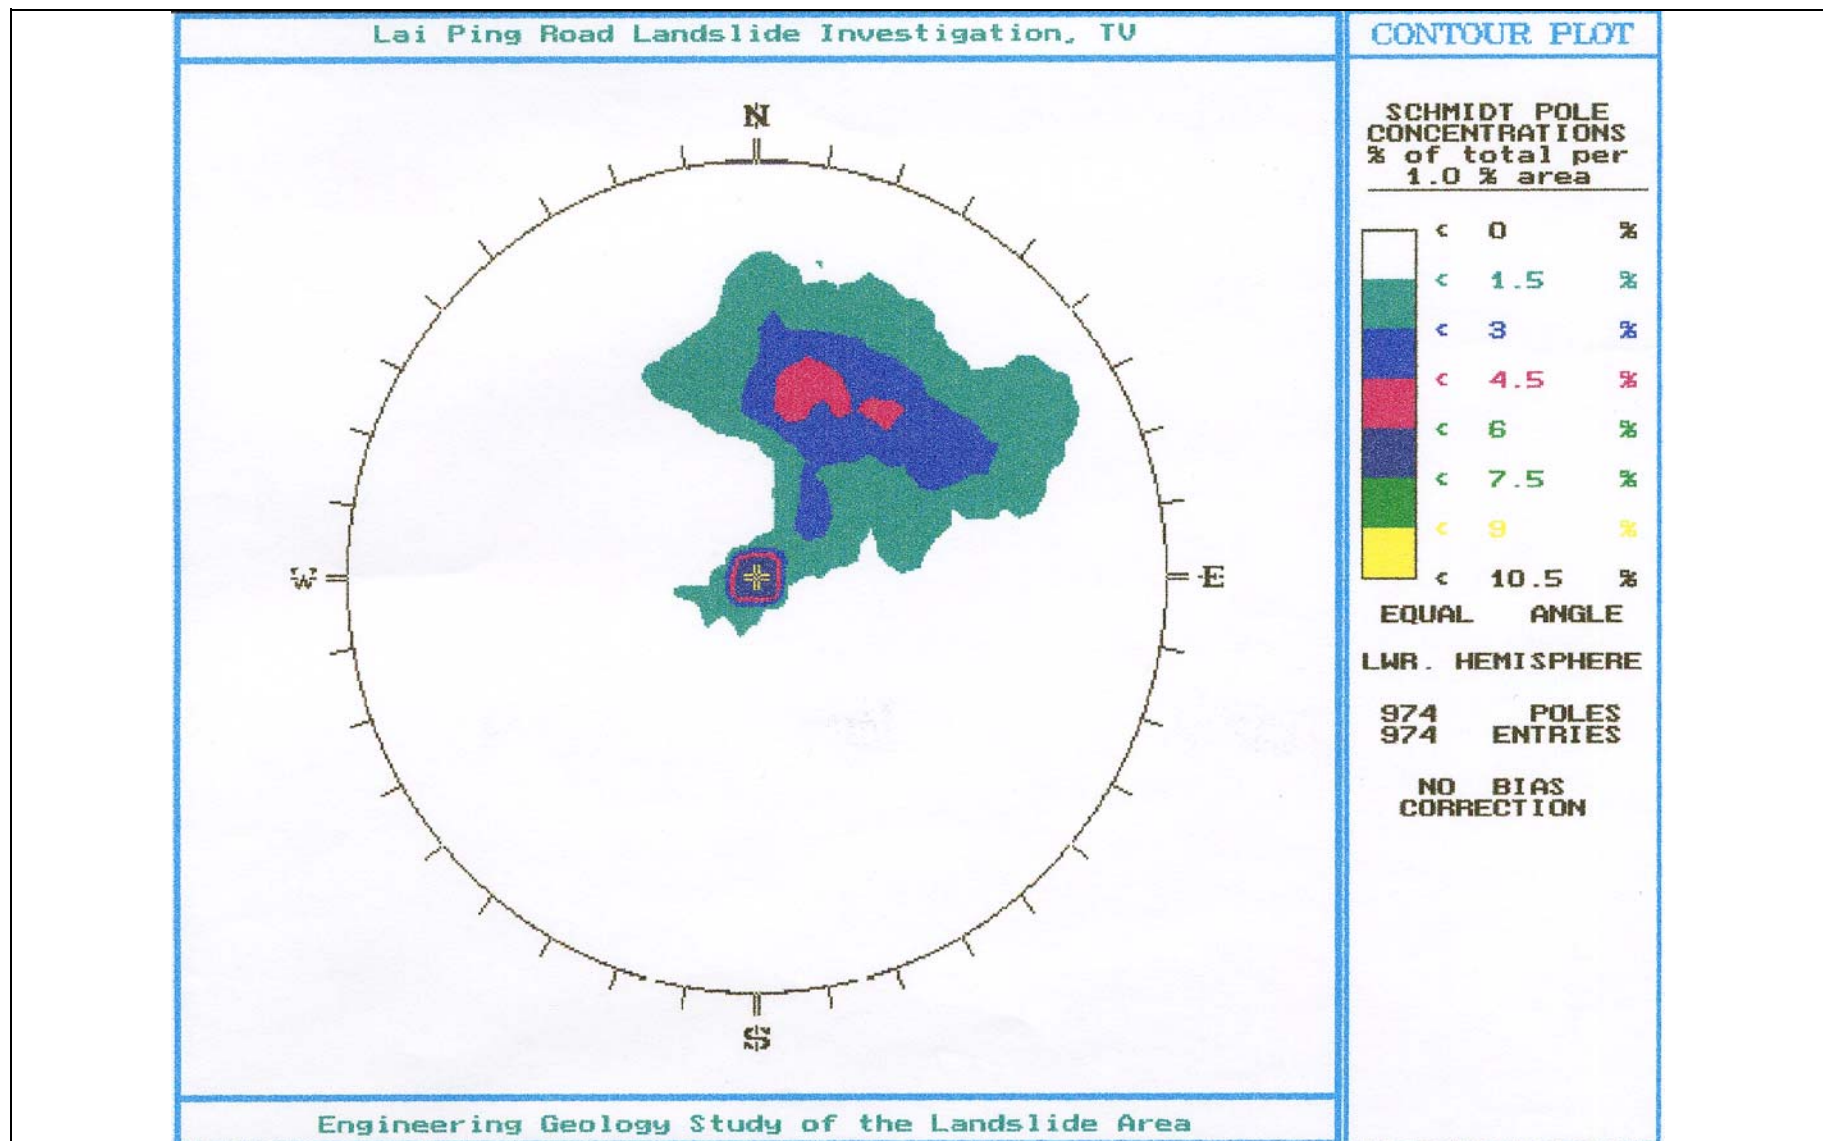 Lai Ping Road Landslide Investigation, TV
CONTOUR PLOT
SCHMIDT POLE
CONCENTRATIONS
% of total per
1.0 % area
< 0 %
< 1.5 %
< 3 %
< 4.5 %
< 6 %
< 7.5 %
< 9 %
< 10.5 %
EQUAL ANGLE
LWR. HEMISPHERE
974 POLES
974 ENTRIES
NO BIAS
CORRECTION
N
W
E
S
Engineering Geology Study of the Landslide Area